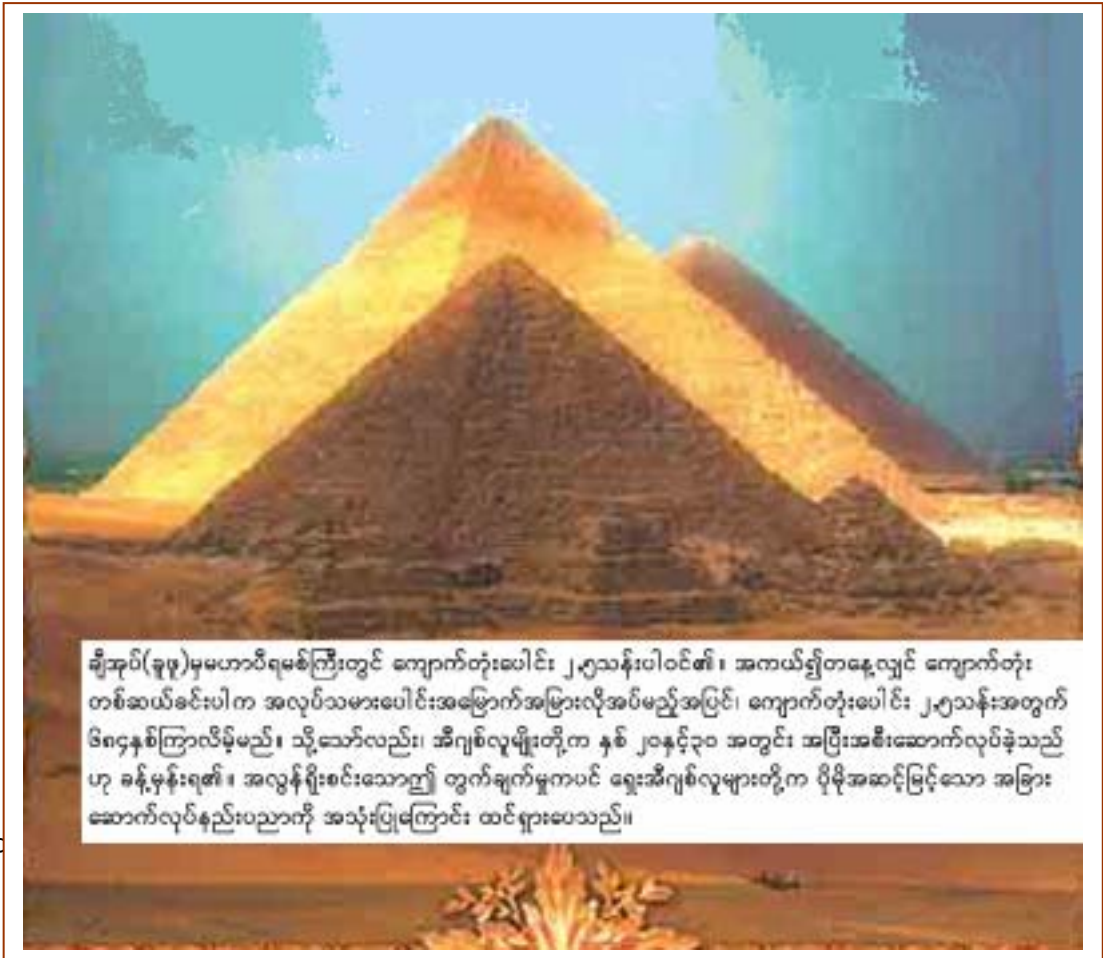 ချီအုပ်(ခူဖူ)မှမဟာပီရမစ်ကြီးတွင် ကျောက်တုံးပေါင်း ၂,၅သန်းပါဝင်၏။ အကယ်၍တနေ့လျှင် ကျောက်တုံး
တစ်ဆယ်ခင်းပါက အလုပ်သမားပေါင်းအမြောက်အမြားလိုအပ်မည့်အပြင်၊ ကျောက်တုံးပေါင်း ၂,၅သန်းအတွက်
၆၈၄နှစ်ကြာလိမ့်မည်။ သို့သော်လည်း၊ အီဂျစ်လူမျိုးတို့က နှစ် ၂၀နှင့်၃၀ အတွင်း အပြီးအစီးဆောက်လုပ်ခဲ့သည်
ဟု ခန့်မှန်းရ၏။ အလွန်ရိုးစင်းသောဤ တွက်ချက်မှုကပင် ရှေးအီဂျစ်လူများတို့က ပိုမိုအဆင့်မြင့်သော အခြား
ဆောက်လုပ်နည်းပညာကို အသုံးပြုကြောင်း ထင်ရှားပေသည်။